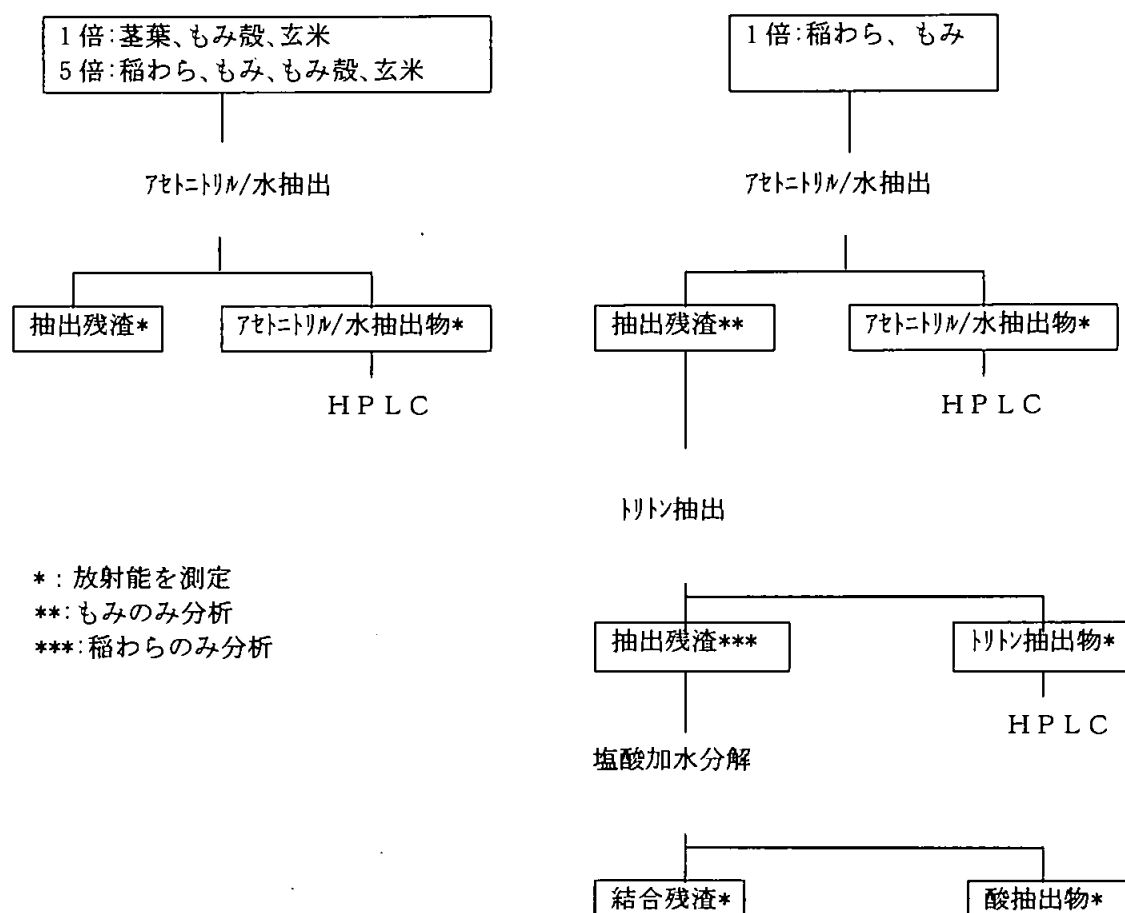 1倍:茎葉、もみ殻、玄米
5倍:稲わら、もみ、もみ殻、玄米
ｱｾﾄﾆﾄﾘﾙ/水抽出
抽出残渣*
ｱｾﾄﾆﾄﾘﾙ/水抽出物*
ＨＰＬＣ
*：放射能を測定
**:もみのみ分析
***:稲わらのみ分析
1倍:稲わら、もみ
ｱｾﾄﾆﾄﾘﾙ/水抽出
抽出残渣**
ｱｾﾄﾆﾄﾘﾙ/水抽出物*
ＨＰＬＣ
ﾄﾘﾄﾝ抽出
抽出残渣***
ﾄﾘﾄﾝ抽出物*
ＨＰＬＣ
塩酸加水分解
結合残渣*
酸抽出物*